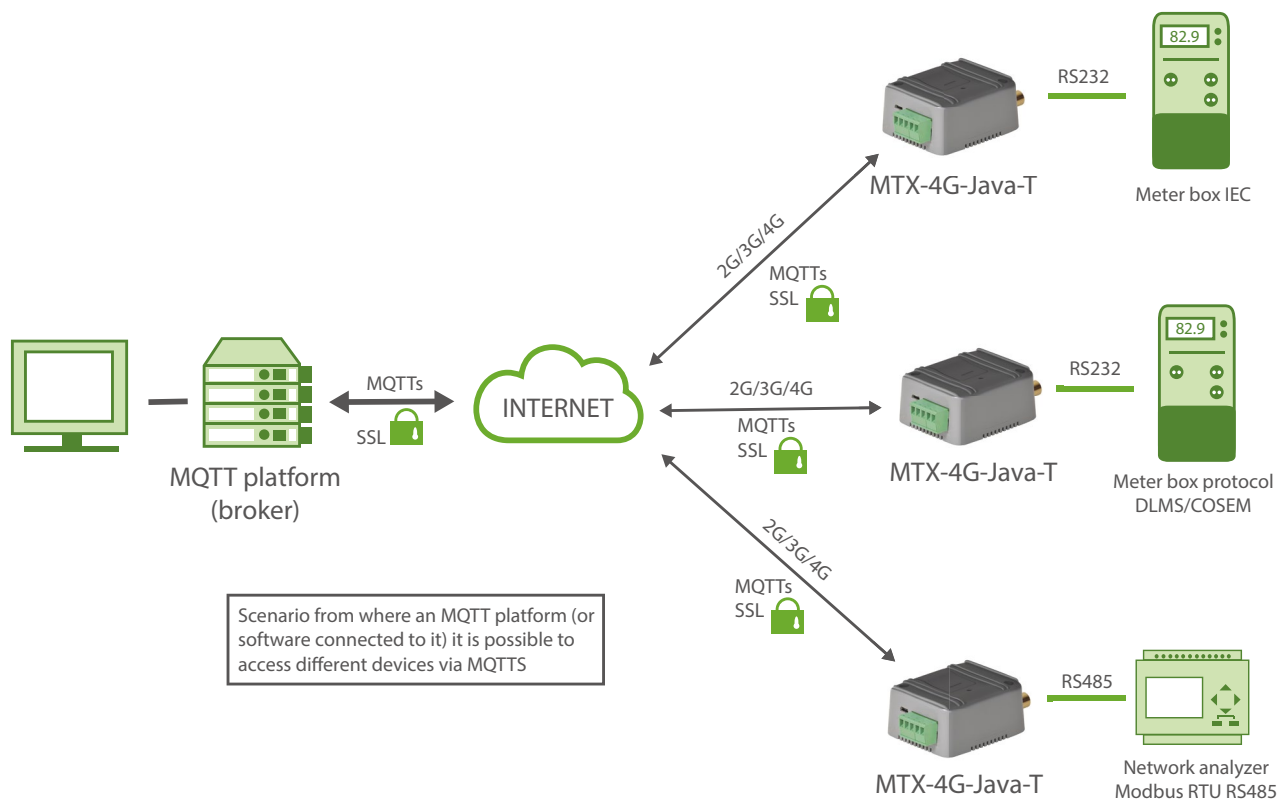 82.9
RS232
MTX-4G-Java-T
Meter box IEC
2G/3G/4G
MQTTs
SSL
82.9
RS232
MTX-4G-Java-T
Meter box protocol
DLMS/COSEM
2G/3G/4G
MQTTs
SSL
INTERNET
MQTTs
SSL
MQTT platform
(broker)
2G/3G/4G
MQTTs
SSL
Scenario from where an MQTT platform (or
software connected to it) it is possible to
access different devices via MQTTS
RS485
MTX-4G-Java-T
Network analyzer
Modbus RTU RS485